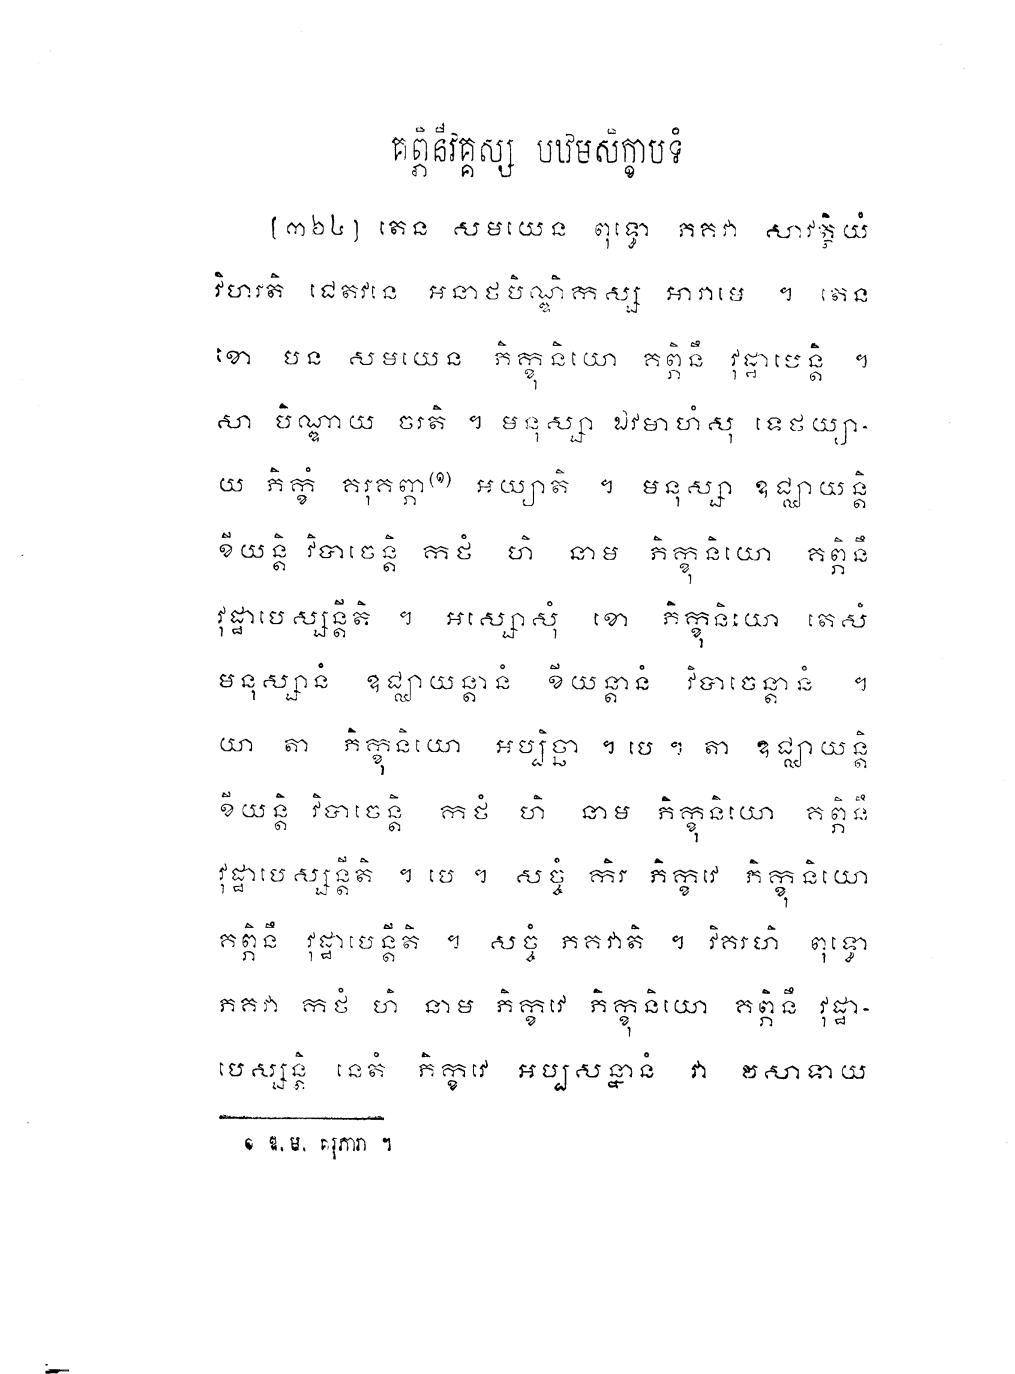 គព្ភិនីវគ្គស្ស បឋមសិក្ខាបទំ
[៣៦៤] តេន សមយេន ពុទ្ធោ ភគវា សាវត្ថិយំ
វិហរតិ ជេតវនេ អនាថបិណ្ឌិកស្ស អារាមេ ។ តេន
ខោ បន សមយេន ភិក្ខុនិយោ គព្ភិនឹ វុដ្ឋាបេន្តិ ។
សា បិណ្ឌាយ ចរតិ ។ មនុស្សា ឯវមាហំសុ ទេថយ្យា-
យ ភិក្ខំ គរុគព្ភា(១) អយ្យាតិ ។ មនុស្សា ឧជ្ឈាយន្តិ
ខីយន្តិ វិបាចេន្តិ កថំ ហិ នាម ភិក្ខុនិយោ គព្ភិនឹ
វុដ្ឋាបេស្សន្តីតិ ។ អស្សោសុំ ខោ ភិក្ខុនិយោ តេសំ
មនុស្សានំ ឧជ្ឈាយន្តានំ ខីយន្តានំ វិបាចេន្តានំ ។
យា តា ភិក្ខុនិយោ អប្បិច្ឆា ។ បេ ។ តា ឧជ្ឈាយន្តិ
ខីយន្តិ វិបាចេន្តិ កថំ ហិ នាម ភិក្ខុនិយោ គព្ភិនឹ
វុដ្ឋាបេស្សន្តីតិ ។ បេ ។ សច្ចំ កិរ ភិក្ខវេ ភិក្ខុនិយោ
គព្ភិនឹ វុដ្ឋាបេន្តីតិ ។ សច្ចំ ភគវាតិ ។ វិគរហិ ពុទ្ធោ
ភគវា កថំ ហិ នាម ភិក្ខវេ ភិក្ខុនិយោ គព្ភិនឹ វុដ្ឋា-
បេស្សន្តិ នេតំ ភិក្ខវេ អប្បសន្នានំ វា បសាទាយ
១ ឱ.ម. គរុភារា ។